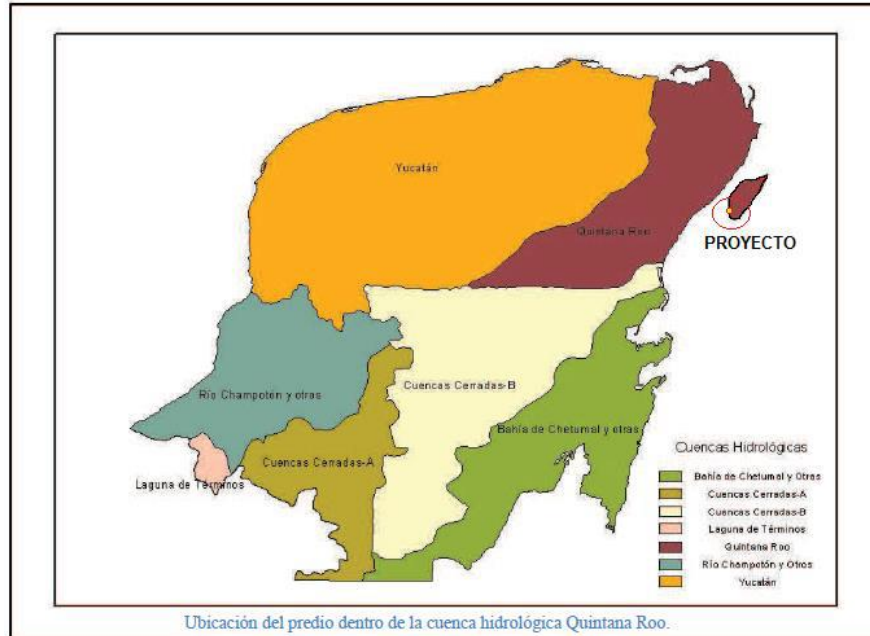 Yucatán
Quintana Roo
PROYECTO
Río Champotón y otras
Cuencas Cerradas-B
Bahía de Chetumal y otras
Cuencas Cerradas-A
Laguna de Términos
Cuencas Hidrológicas
Bahía de Chetumal y Otras
Cuencas Cerradas-A
Cuencas Cerradas-B
Laguna de Términos
Quintana Roo
Río Champotón y Otros
Yucatán
Ubicación del predio dentro de la cuenca hidrológica Quintana Roo.